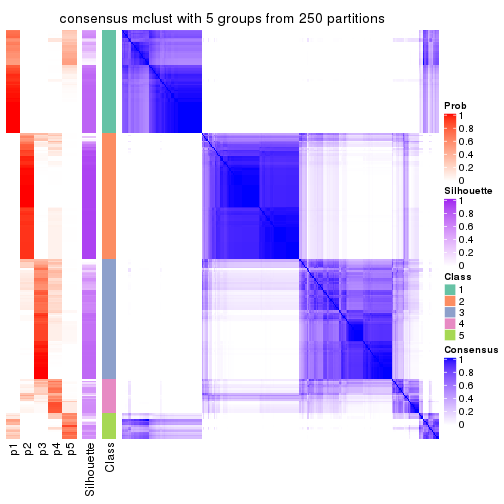 consensus mclust with 5 groups from 250 partitions
Prob
1
0.8
0.6
0.4
0.2
0
Silhouette
1
0.8
0.6
0.4
0.2
0
Class
1
2
3
4
5
Consensus
1
0.8
0.6
0.4
0.2
0
p1
p2
p3
p4
p5
Silhouette
Class